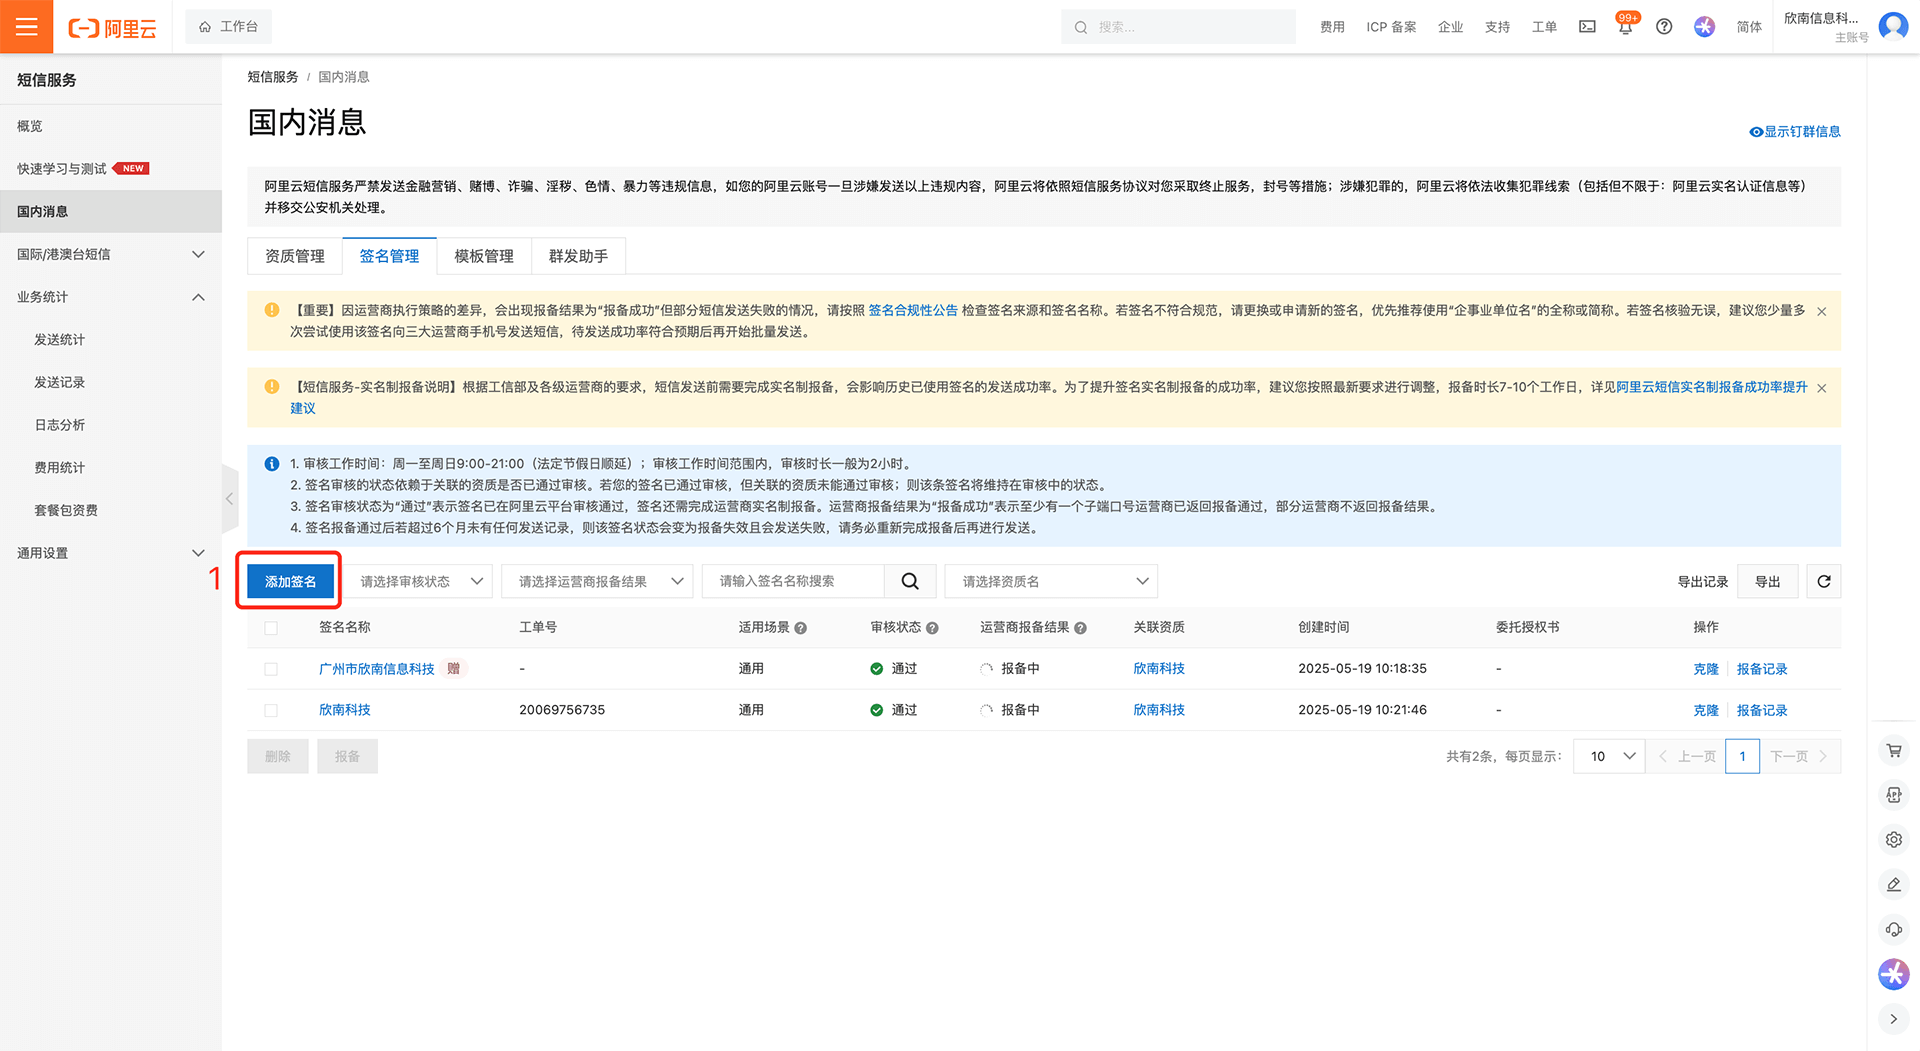 阿里云
工作台
搜索...
费用
ICP 备案
企业
支持
工单
99+
简体
欣南信息科...
主账号
短信服务
概览
快速学习与测试 NEW
国内消息
国际/港澳台短信
业务统计
发送统计
发送记录
日志分析
费用统计
套餐包资费
通用设置
短信服务 / 国内消息
国内消息
显示钉群信息
阿里云短信服务严禁发送金融营销、赌博、诈骗、淫秽、色情、暴力等违规信息，如您的阿里云账号一旦涉嫌发送以上违规内容，阿里云将依照短信服务协议对您采取终止服务，封号等措施；涉嫌犯罪的，阿里云将依法收集犯罪线索（包括但不限于：阿里云实名认证信息等）
并移交公安机关处理。
资质管理 签名管理 模板管理 群发助手
【重要】因运营商执行策略的差异，会出现报备结果为“报备成功”但部分短信发送失败的情况，请按照 签名合规性公告 检查签名来源和签名名称。若签名不符合规范，请更换或申请新的签名，优先推荐使用“企事业单位名”的全称或简称。若签名核验无误，建议您少量多
次尝试使用该签名向三大运营商手机号发送短信，待发送成功率符合预期后再开始批量发送。
【短信服务-实名制报备说明】根据工信部及各级运营商的要求，短信发送前需要完成实名制报备，会影响历史已使用签名的发送成功率。为了提升签名实名制报备的成功率，建议您按照最新要求进行调整，报备时长7-10个工作日，详见阿里云短信实名制报备成功率提升
建议
1. 审核工作时间：周一至周日9:00-21:00（法定节假日顺延）；审核工作时间范围内，审核时长一般为2小时。
2. 签名审核的状态依赖于关联的资质是否已通过审核。若您的签名已通过审核，但关联的资质未能通过审核；则该条签名将维持在审核中的状态。
3. 签名审核状态为“通过”表示签名已在阿里云平台审核通过，签名还需完成运营商实名制报备。运营商报备结果为“报备成功”表示至少有一个子端口号运营商已返回报备通过，部分运营商不返回报备结果。
4. 签名报备通过后若超过6个月未有任何发送记录，则该签名状态会变为报备失效且会发送失败，请务必重新完成报备后再进行发送。
1
添加签名 请选择审核状态 请选择运营商报备结果 请输入签名名称搜索 请选择资质名 导出记录 导出
签名名称 工单号 适用场景 审核状态 运营商报备结果 关联资质 创建时间 委托授权书 操作
广州市欣南信息科技 赠 - 通用 通过 报备中 欣南科技 2025-05-19 10:18:35 - 克隆 报备记录
欣南科技 20069756735 通用 通过 报备中 欣南科技 2025-05-19 10:21:46 - 克隆 报备记录
删除 报备 共有2条，每页显示： 10 上一页 1 下一页